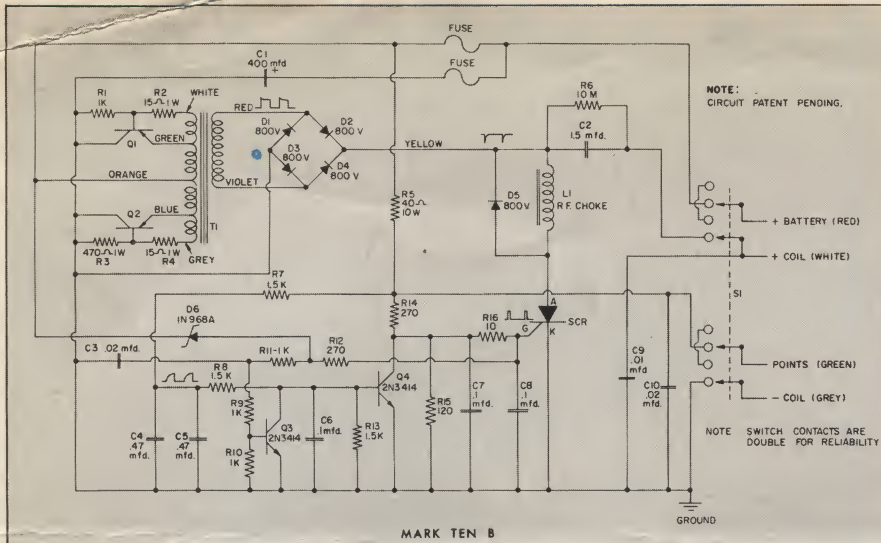 FUSE
C1
400 mfd
+
FUSE
R1
1K
R2
15Ω 1W
WHITE
RED
GREEN
Q1
D1
800V
D2
800 V
D3
800V
D4
800 V
YELLOW
ORANGE
VIOLET
Q2
BLUE
T1
470Ω 1W
R3
15Ω 1W
R4
GREY
R5
40Ω
10W
R6
10 M
C2
1.5 mfd.
D5
800V
L1
R.F. CHOKE
NOTE:
CIRCUIT PATENT PENDING.
+ BATTERY (RED)
+ COIL (WHITE)
S1
POINTS (GREEN)
- COIL (GREY)
NOTE SWITCH CONTACTS ARE
DOUBLE FOR RELIABILITY
R7
1.5 K
D6
1N968A
R14
270
R16
10
G
A
K
SCR
C3 .02 mfd.
R11-1K
R12
270
R8
1.5 K
Q4
2N3414
C9
.01
mfd
C10
.02
mfd.
R9
1K
Q3
2N3414
R10
1K
C6
.1mfd.
R13
1.5K
R15
120
C7
.1
mfd.
C8
.1
mfd.
C4
.47
mfd.
C5
.47
mfd.
GROUND
MARK TEN B